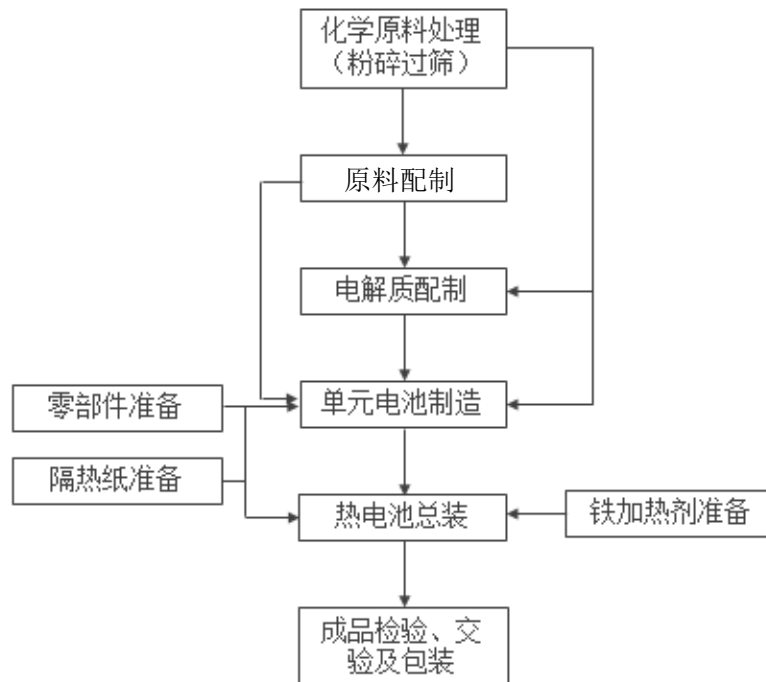 化学原料处理
（粉碎过筛）
原料配制
电解质配制
单元电池制造
零部件准备
隔热纸准备
热电池总装
铁加热剂准备
成品检验、交
验及包装